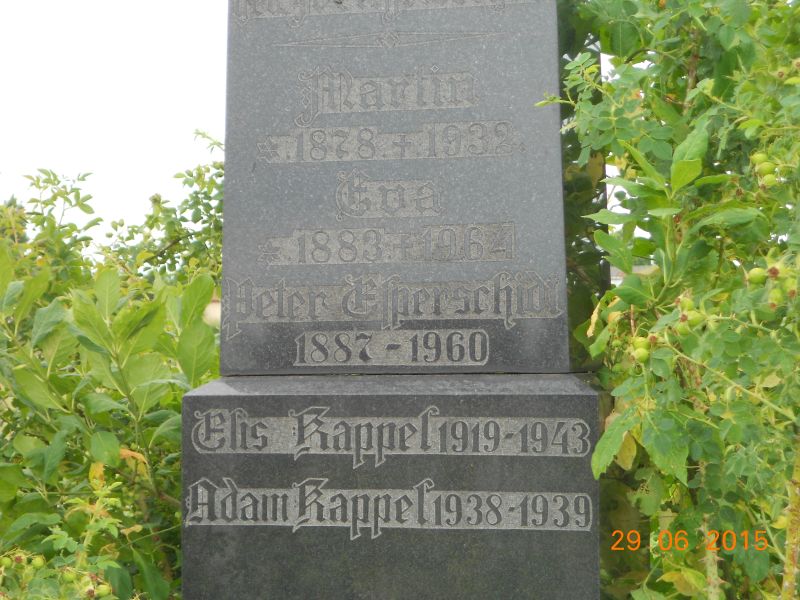 Martin
* 1878 + 1932.
Eva
* 1883 + 1964
Peter Esperschidt
1887 - 1960
Elis Kappel 1919-1943
Adam Kappel 1938-1939
29 06 2015